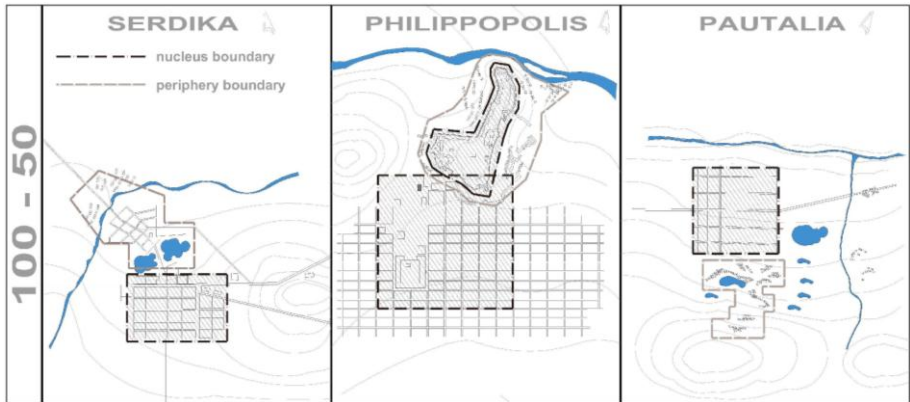 SERDIKA
nucleus boundary
periphery boundary
PHILIPPOPOLIS
PAUTALIA
100 - 50